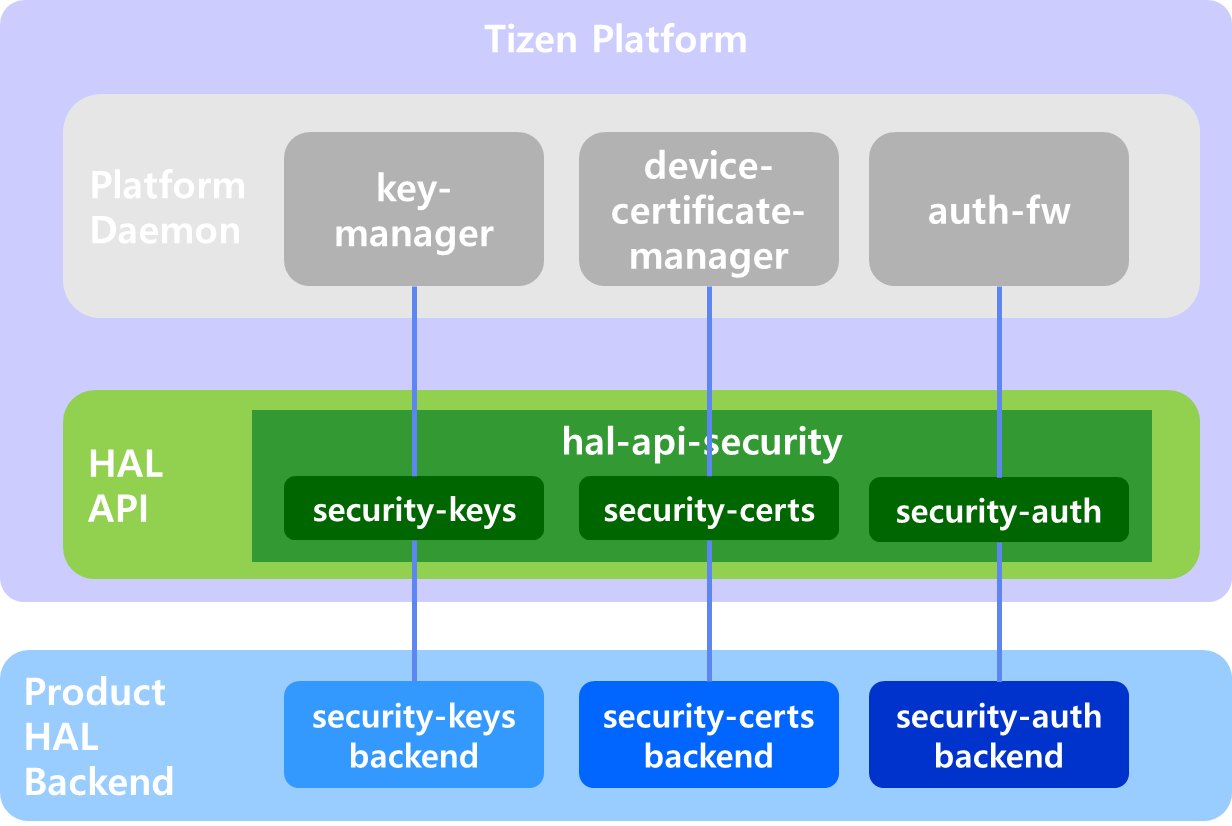 Tizen Platform
Platform
Daemon
key-
manager
device-
certificate-
manager
auth-fw
HAL
API
hal-api-security
security-keys
security-certs
security-auth
Product
HAL
Backend
security-keys
backend
security-certs
backend
security-auth
backend